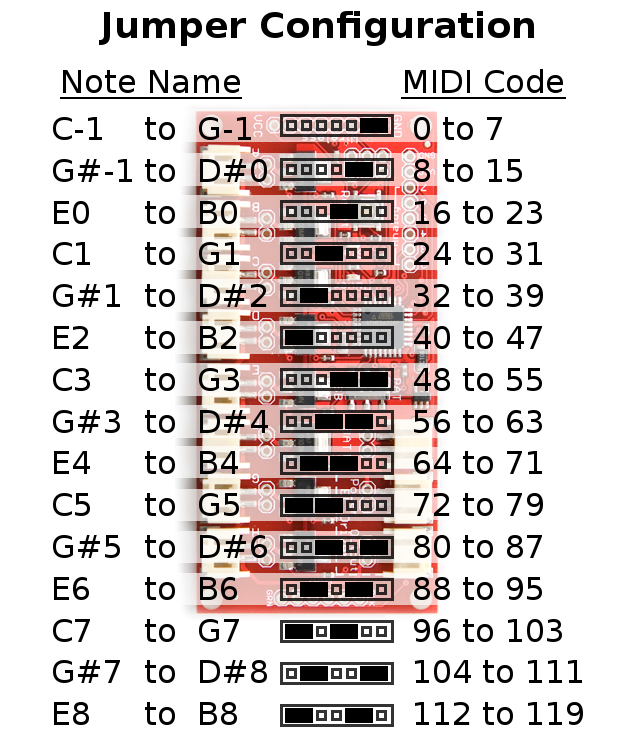 Jumper Configuration
Note Name MIDI Code
C-1 to G-1 0 to 7
G#-1 to D#0 8 to 15
E0 to B0 16 to 23
C1 to G1 24 to 31
G#1 to D#2 32 to 39
E2 to B2 40 to 47
C3 to G3 48 to 55
G#3 to D#4 56 to 63
E4 to B4 64 to 71
C5 to G5 72 to 79
G#5 to D#6 80 to 87
E6 to B6 88 to 95
C7 to G7 96 to 103
G#7 to D#8 104 to 111
E8 to B8 112 to 119